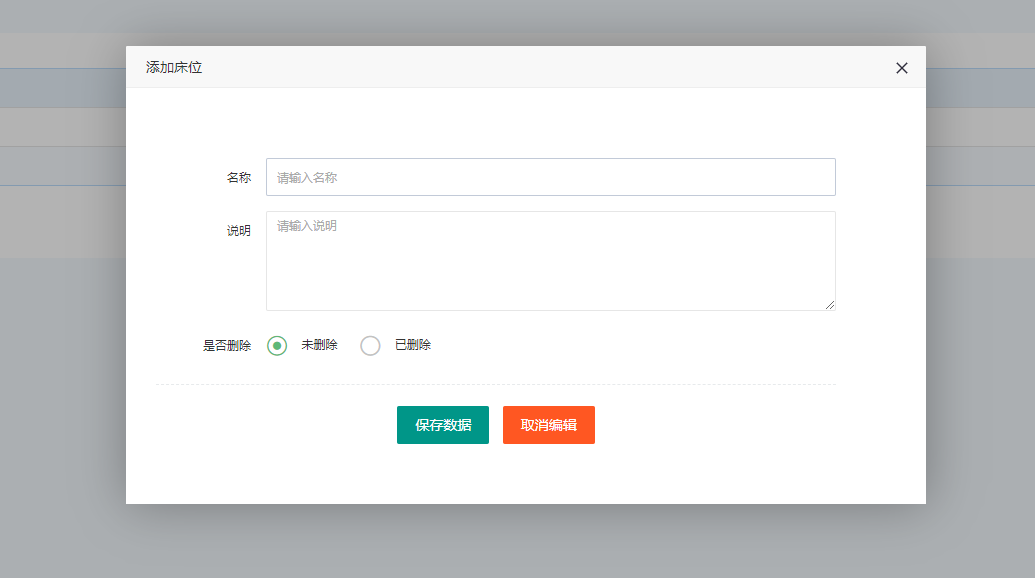 添加床位
名称 请输入名称
说明 请输入说明
是否删除 未删除 已删除
保存数据 取消编辑